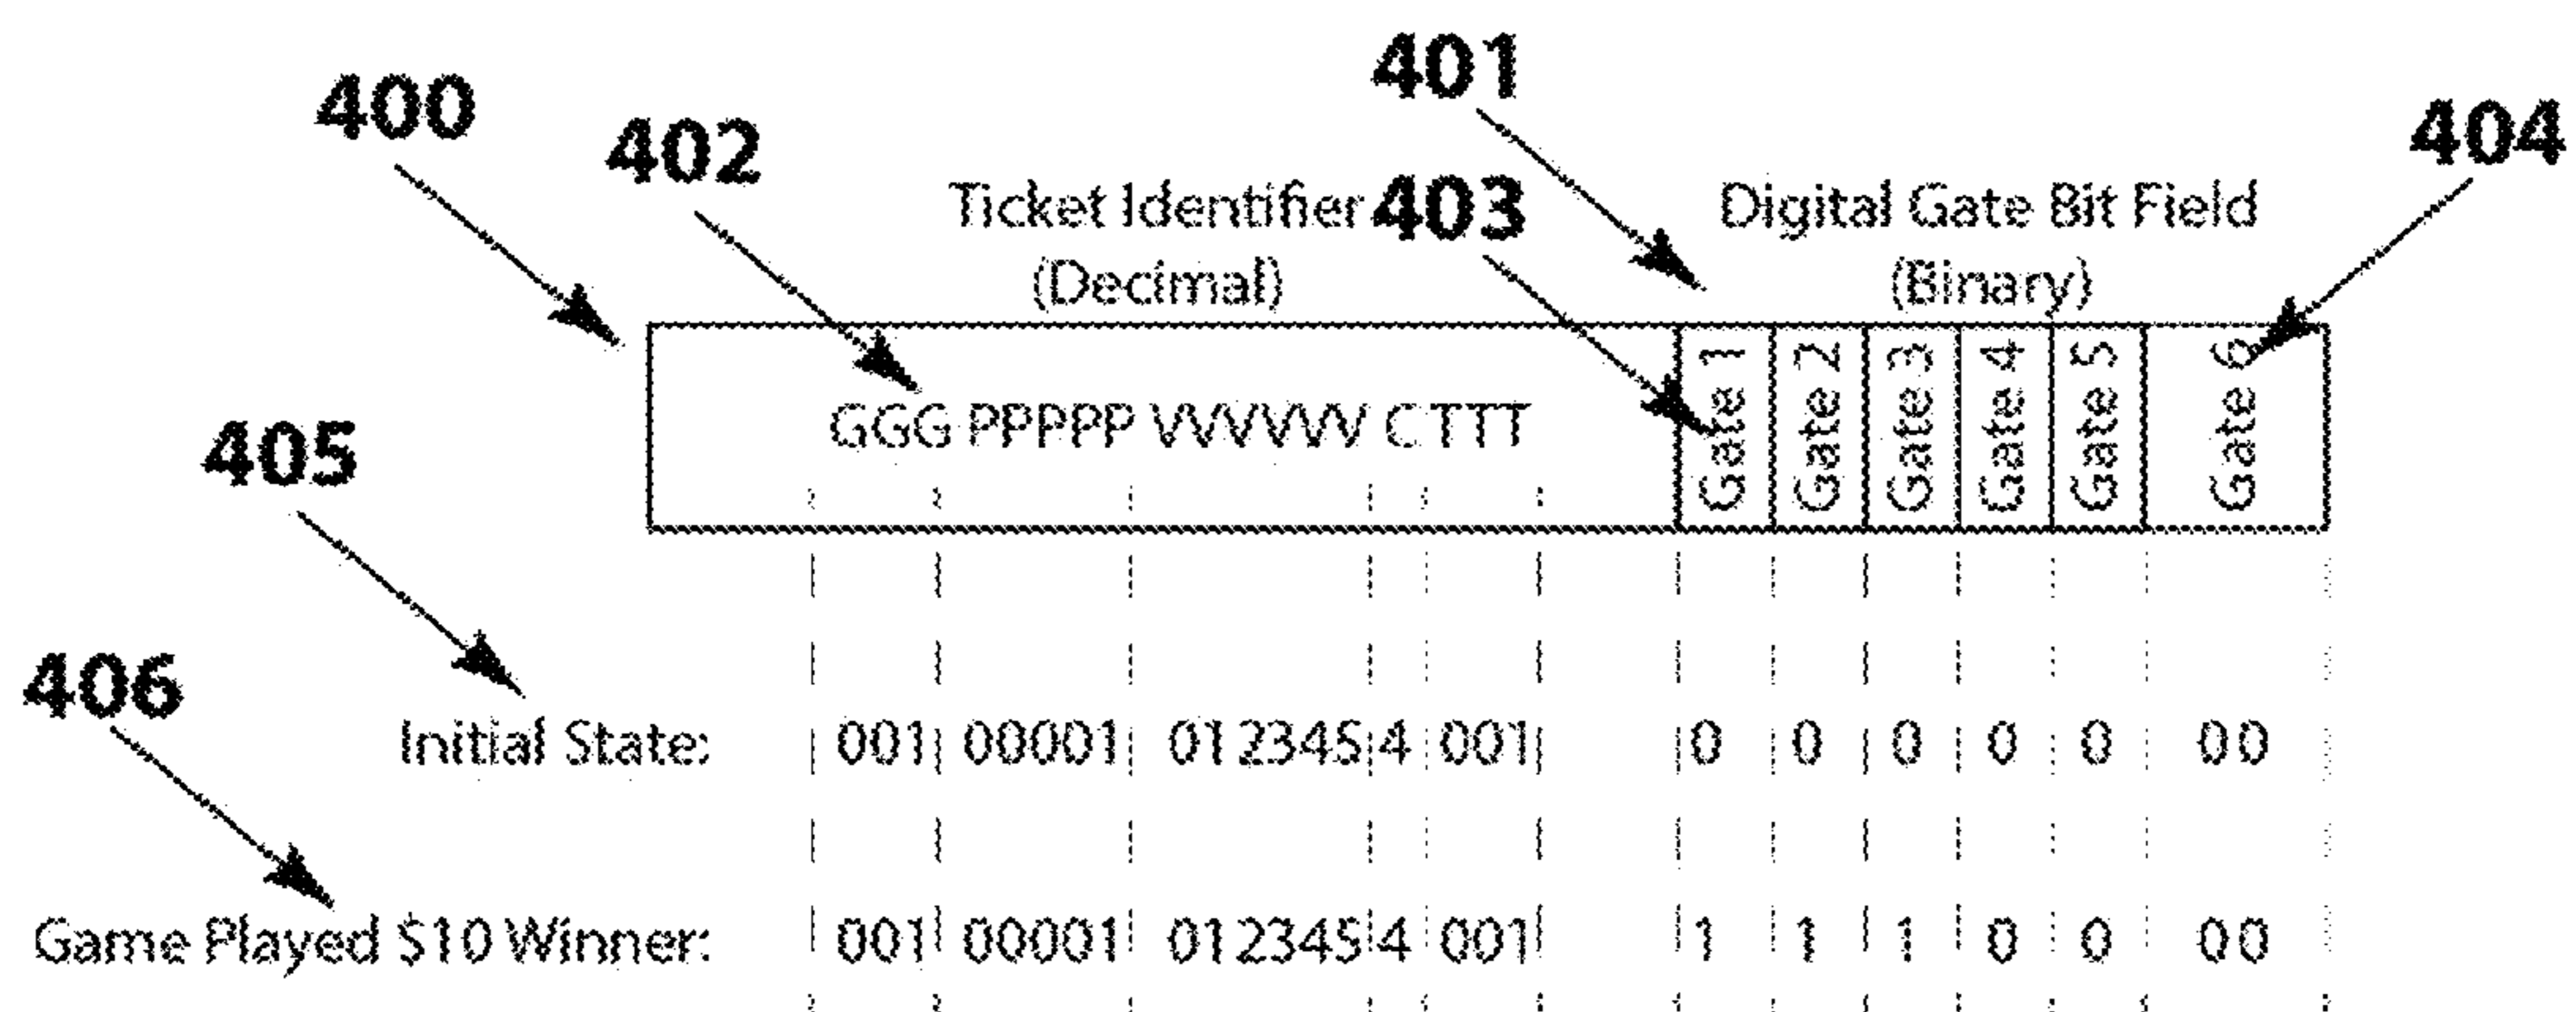 401
400
404
402
Ticket Identifier 403 Digital Gate Bit Field
(Decimal) (Binary)
GGG PPPPP VVVVVV C TTT Gate 1 Gate 2 Gate 3 Gate 4 Gate 5 Gate 6
405
406
Initial State: 001 00001 012345 4 001 0 0 0 0 0 00
Game Played $10 Winner: 001 00001 012345 4 001 1 1 1 0 0 00